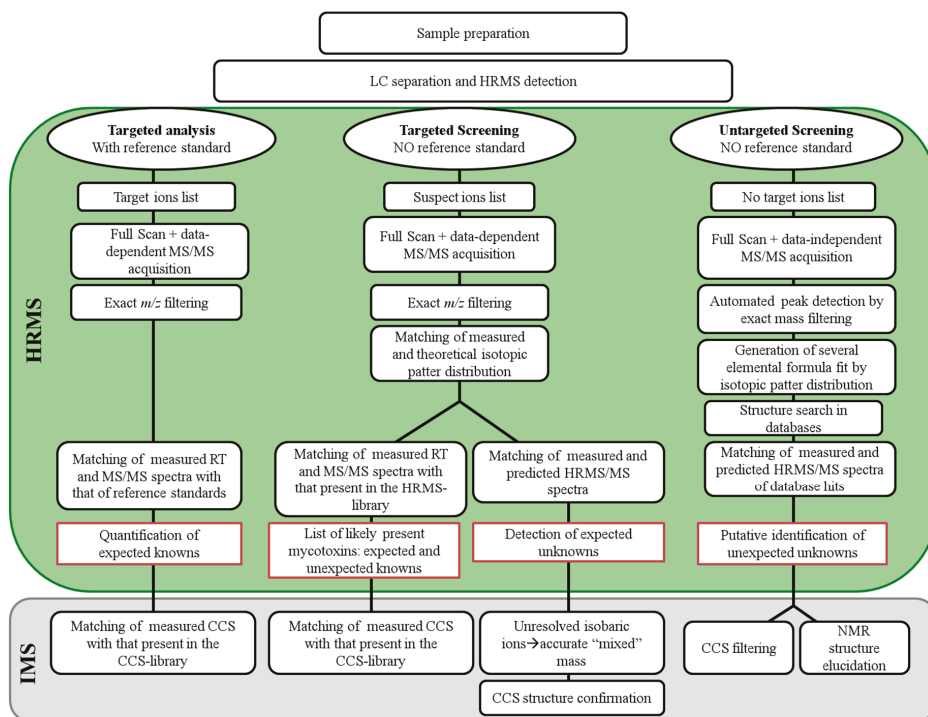 Sample preparation
LC separation and HRMS detection
HRMS
Targeted analysis
With reference standard
Target ions list
Full Scan + data-
dependent MS/MS
acquisition
Exact m/z filtering
Matching of measured RT
and MS/MS spectra with
that of reference standards
Quantification of
expected knowns
Targeted Screening
NO reference standard
Suspect ions list
Full Scan + data-dependent
MS/MS acquisition
Exact m/z filtering
Matching of measured
and theoretical isotopic
patter distribution
Matching of measured RT
and MS/MS spectra with
that present in the HRMS-
library
List of likely present
mycotoxins: expected and
unexpected knowns
Matching of measured and
predicted HRMS/MS
spectra
Detection of expected
unknowns
Untargeted Screening
NO reference standard
No target ions list
Full Scan + data-independent
MS/MS acquisition
Automated peak detection by
exact mass filtering
Generation of several
elemental formula fit by
isotopic patter distribution
Structure search in
databases
Matching of measured and
predicted HRMS/MS spectra
of database hits
Putative identification of
unexpected unknowns
IMS
Matching of measured CCS
with that present in the
CCS-library
Matching of measured CCS
with that present in the
CCS-library
Unresolved isobaric
ions→accurate “mixed”
mass
CCS structure confirmation
CCS filtering
NMR
structure
elucidation